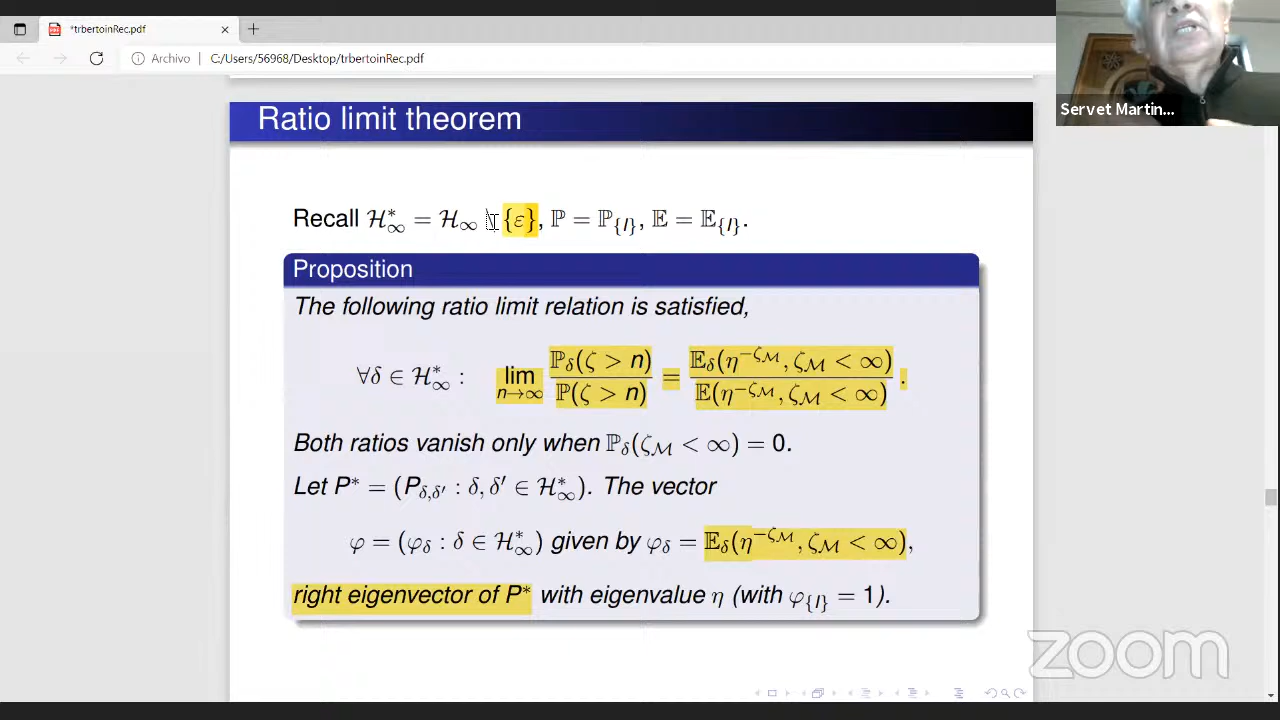 *trbertoinRec.pdf
Archivo | C:/Users/56968/Desktop/trbertoinRec.pdf
Servet Martin...
Ratio limit theorem
Recall ℋ*_∞ = ℋ_∞ \ {ε}, ℙ = ℙ_{I}, 𝔼 = 𝔼_{I}.
Proposition
The following ratio limit relation is satisfied,
∀δ ∈ ℋ*_∞ : lim_{n→∞} ℙ_δ(ζ > n) / ℙ(ζ > n) = 𝔼_δ(η^{−ζ_ℳ}, ζ_ℳ < ∞) / 𝔼(η^{−ζ_ℳ}, ζ_ℳ < ∞) .
Both ratios vanish only when ℙ_δ(ζ_ℳ < ∞) = 0.
Let P* = (P_{δ,δ′} : δ, δ′ ∈ ℋ*_∞). The vector
φ = (φ_δ : δ ∈ ℋ*_∞) given by φ_δ = 𝔼_δ(η^{−ζ_ℳ}, ζ_ℳ < ∞),
right eigenvector of P* with eigenvalue η (with φ_{I} = 1).
zoom